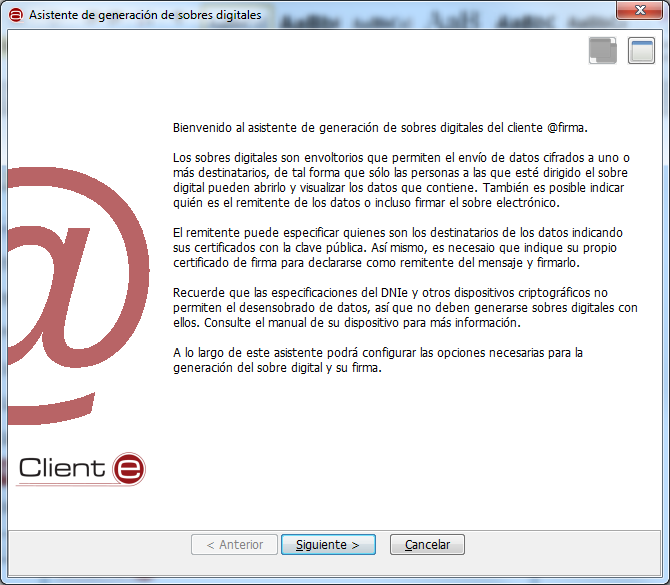 Asistente de generación de sobres digitales
Bienvenido al asistente de generación de sobres digitales del cliente @firma.
Los sobres digitales son envoltorios que permiten el envío de datos cifrados a uno o
más destinatarios, de tal forma que sólo las personas a las que esté dirigido el sobre
digital pueden abrirlo y visualizar los datos que contiene. También es posible indicar
quién es el remitente de los datos o incluso firmar el sobre electrónico.
El remitente puede especificar quienes son los destinatarios de los datos indicando
sus certificados con la clave pública. Así mismo, es necesaio que indique su propio
certificado de firma para declararse como remitente del mensaje y firmarlo.
Recuerde que las especificaciones del DNIe y otros dispositivos criptográficos no
permiten el desensobrado de datos, así que no deben generarse sobres digitales con
ellos. Consulte el manual de su dispositivo para más información.
A lo largo de este asistente podrá configurar las opciones necesarias para la
generación del sobre digital y su firma.
@
Client e
< Anterior Siguiente > Cancelar